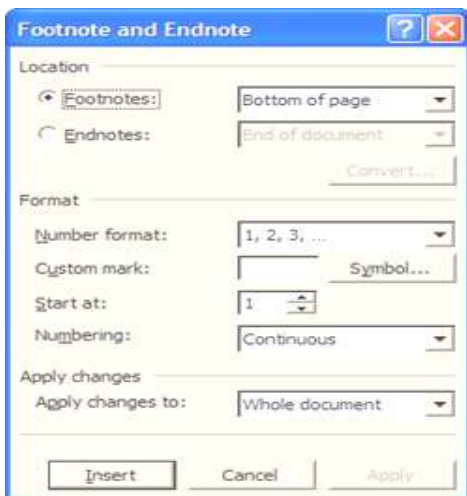 Footnote and Endnote
Location
Footnotes: Bottom of page
Endnotes: End of document
Convert...
Format
Number format: 1, 2, 3, ...
Custom mark: Symbol...
Start at: 1
Numbering: Continuous
Apply changes
Apply changes to: Whole document
Insert Cancel Apply